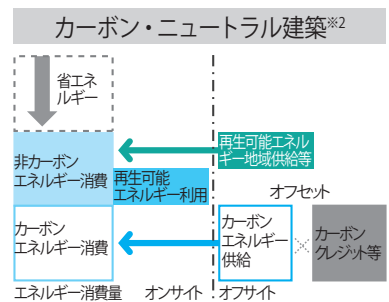 カーボン・ニュートラル建築※2
省エネ
ルギー
再生可能エネル
ギー地域供給等
非カーボン
エネルギー消費
再生可能
エネルギー利用
オフセット
カーボン
エネルギー消費
カーボン
エネルギー
供給
カーボン
クレジット等
エネルギー消費量
オンサイト
オフサイト